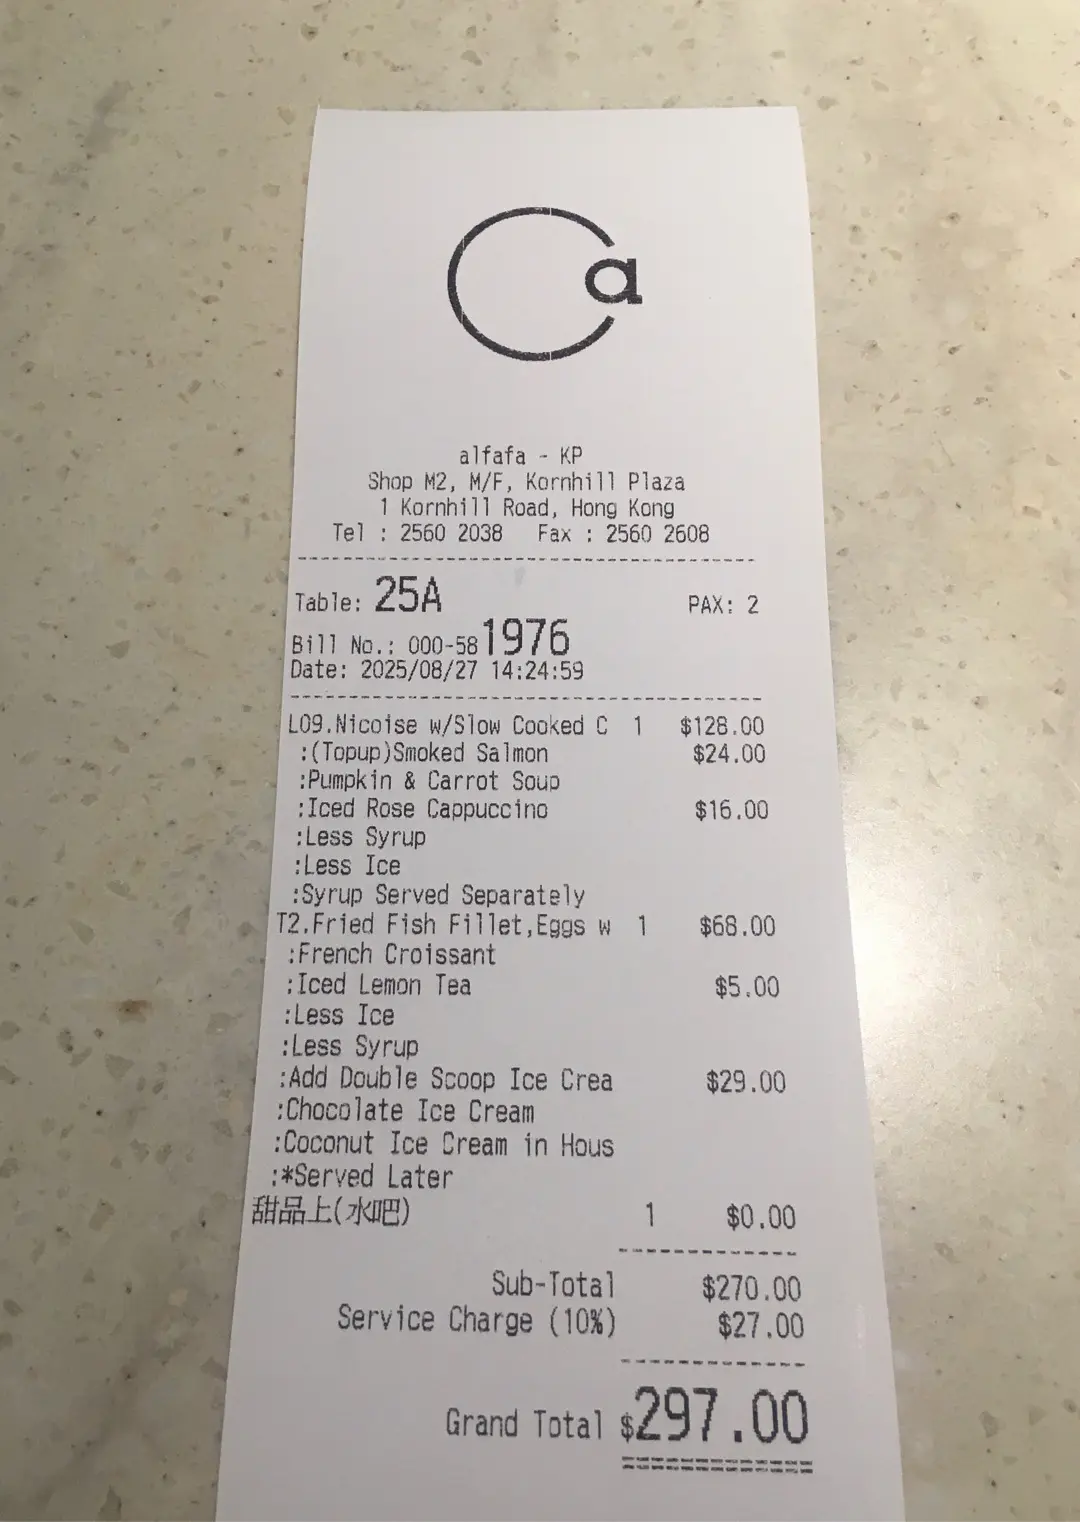 a
alfafa - KP
Shop M2, M/F, Kornhill Plaza
1 Kornhill Road, Hong Kong
Tel : 2560 2038 Fax : 2560 2608
Table: 25A PAX: 2
Bill No.: 000-581976
Date: 2025/08/27 14:24:59
L09.Nicoise w/Slow Cooked C 1 $128.00
:(Topup)Smoked Salmon $24.00
:Pumpkin & Carrot Soup
:Iced Rose Cappuccino $16.00
:Less Syrup
:Less Ice
:Syrup Served Separately
T2.Fried Fish Fillet,Eggs w 1 $68.00
:French Croissant
:Iced Lemon Tea $5.00
:Less Ice
:Less Syrup
:Add Double Scoop Ice Crea $29.00
:Chocolate Ice Cream
:Coconut Ice Cream in Hous
:*Served Later
甜品上(水吧) 1 $0.00
Sub-Total $270.00
Service Charge (10%) $27.00
Grand Total $297.00